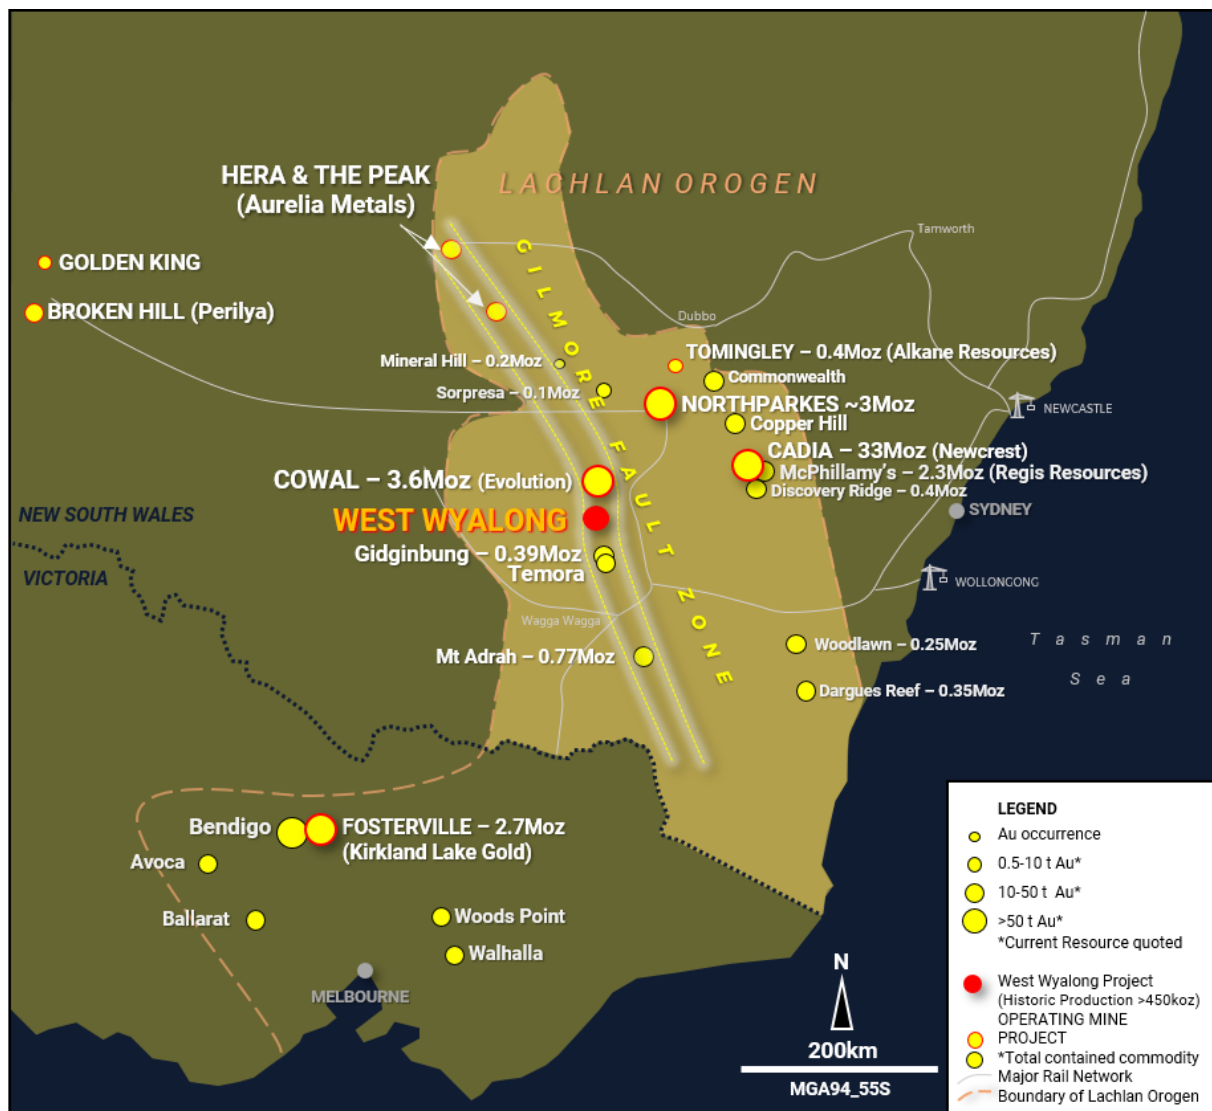 LACHLAN OROGEN
HERA & THE PEAK
(Aurelia Metals)
GILMORE FAULT ZONE
Tamworth
GOLDEN KING
BROKEN HILL (Perilya)
Dubbo
Mineral Hill – 0.2Moz
TOMINGLEY – 0.4Moz (Alkane Resources)
Commonwealth
Sorpresa – 0.1Moz
NORTHPARKES ~3Moz
NEWCASTLE
Copper Hill
CADIA – 33Moz (Newcrest)
McPhillamy's – 2.3Moz (Regis Resources)
Discovery Ridge – 0.4Moz
COWAL – 3.6Moz (Evolution)
SYDNEY
NEW SOUTH WALES
WEST WYALONG
Gidginbung – 0.39Moz
Temora
VICTORIA
WOLLONGONG
Wagga Wagga
Tasman
Sea
Woodlawn – 0.25Moz
Mt Adrah – 0.77Moz
Dargues Reef – 0.35Moz
Bendigo
FOSTERVILLE – 2.7Moz
(Kirkland Lake Gold)
Avoca
Ballarat
Woods Point
Walhalla
MELBOURNE
N
200km
MGA94_55S
LEGEND
Au occurrence
0.5-10 t Au*
10-50 t Au*
>50 t Au*
*Current Resource quoted
West Wyalong Project
(Historic Production >450koz)
OPERATING MINE
PROJECT
*Total contained commodity
Major Rail Network
Boundary of Lachlan Orogen